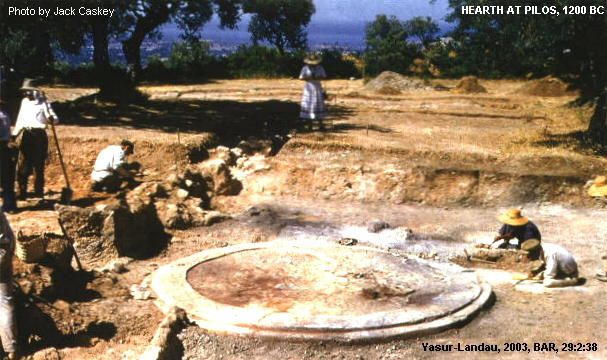 Photo by Jack Caskey
HEARTH AT PILOS, 1200 BC
Yasur-Landau, 2003, BAR, 29:2:38